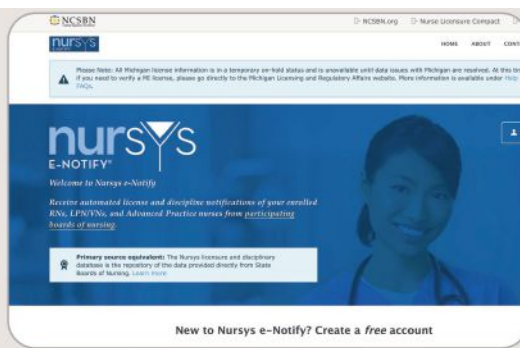 NCSBN
NCSBN.org
Nurse Licensure Compact
nursys
E-NOTIFY
HOME ABOUT
Please Note: All Michigan license information is in a temporary on-hold status and is unavailable until data issues with Michigan are resolved. At this
if you need to verify a MI license, please go directly to the Michigan Licensing and Regulatory Affairs website. More information is available under Help
FAQs.
nursys
E-NOTIFY®
Welcome to Nursys e-Notify
Receive automated license and discipline notifications of your enrolled
RNs, LPN/VNs, and Advanced Practice nurses from participating
boards of nursing.
Primary source equivalent: The Nursys licensure and disciplinary
database is the repository of the data provided directly from State
Boards of Nursing. Learn more
New to Nursys e-Notify? Create a free account